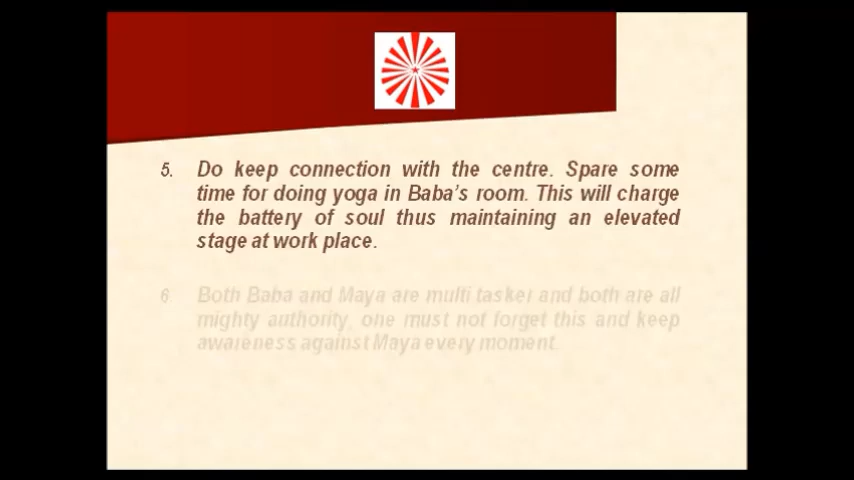 5. Do keep connection with the centre. Spare some
time for doing yoga in Baba's room. This will charge
the battery of soul thus maintaining an elevated
stage at work place.
6. Both Baba and Maya are multi tasker and both are all
mighty authority, one must not forget this and keep
awareness against Maya every moment.